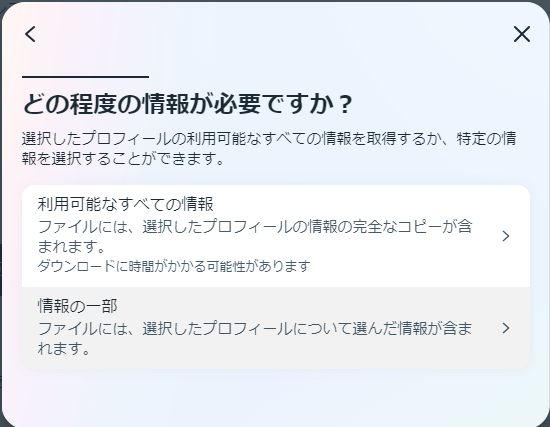 どの程度の情報が必要ですか？
選択したプロフィールの利用可能なすべての情報を取得するか、特定の情
報を選択することができます。
利用可能なすべての情報
ファイルには、選択したプロフィールの情報の完全なコピーが含
まれます。
ダウンロードに時間がかかる可能性があります
情報の一部
ファイルには、選択したプロフィールについて選んだ情報が含ま
れます。